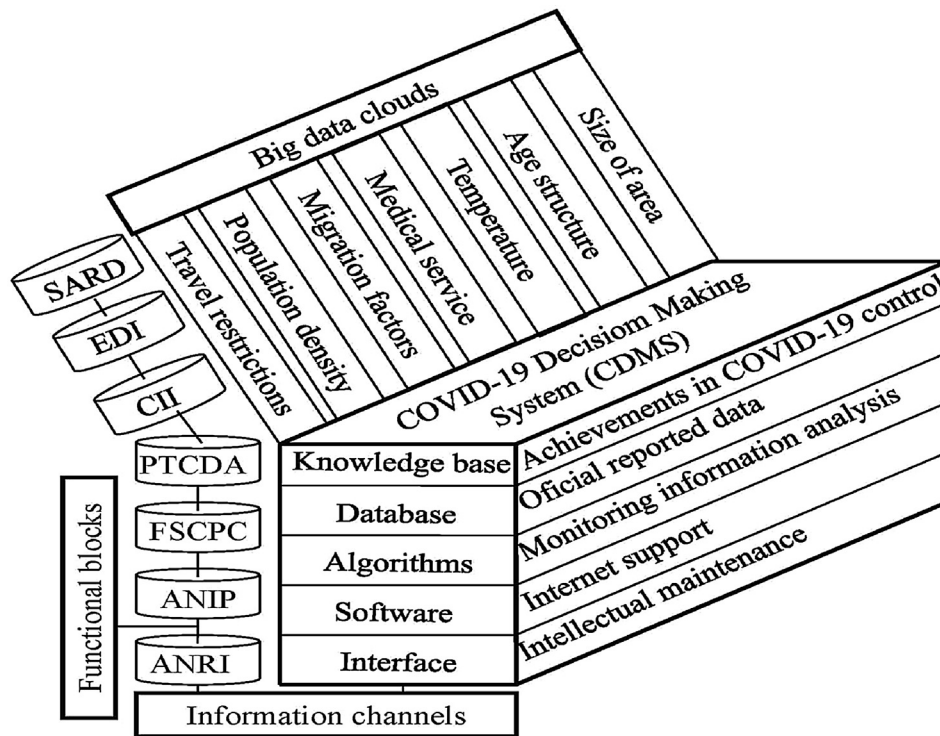 Big data clouds
Travel restrictions
Population density
Migration factors
Medical service
Temperature
Age structure
Size of area
SARD
EDI
CII
PTCDA
FSCPC
ANIP
ANRI
Functional blocks
COVID-19 Decisiom Making
System (CDMS)
Knowledge base
Database
Algorithms
Software
Interface
Achievements in COVID-19 control
Oficial reported data
Monitoring information analysis
Internet support
Intellectual maintenance
Information channels